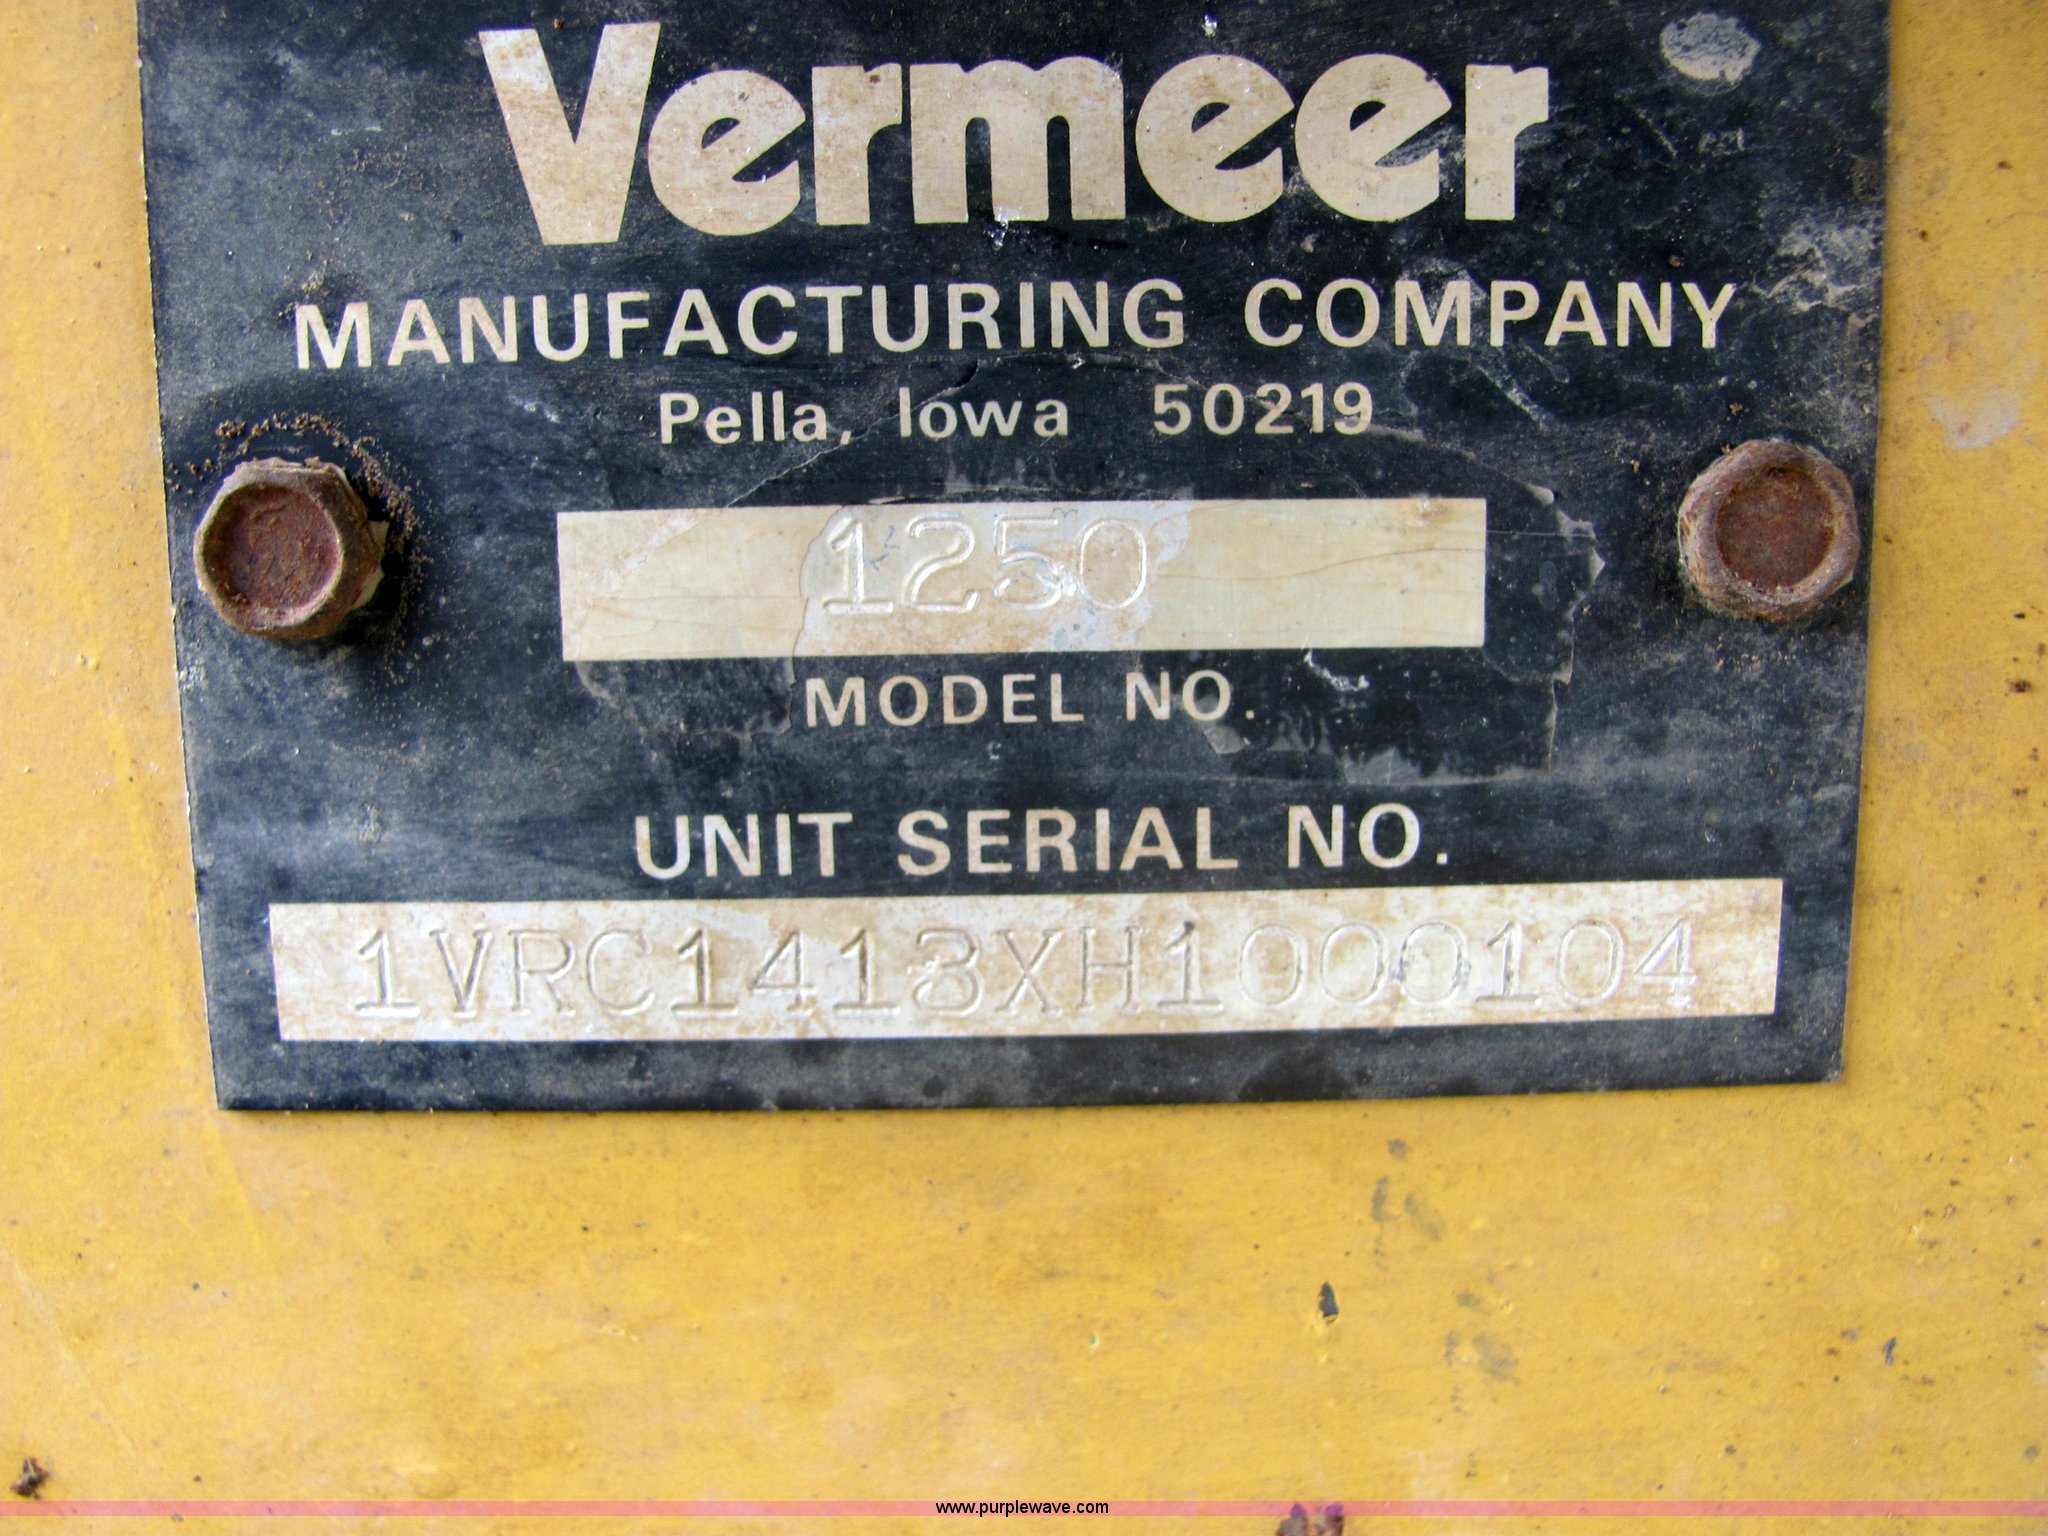 Vermeer
MANUFACTURING COMPANY
Pella, Iowa 50219
1250
MODEL NO.
UNIT SERIAL NO.
1VRC1413XH1000104
www.purplewave.com